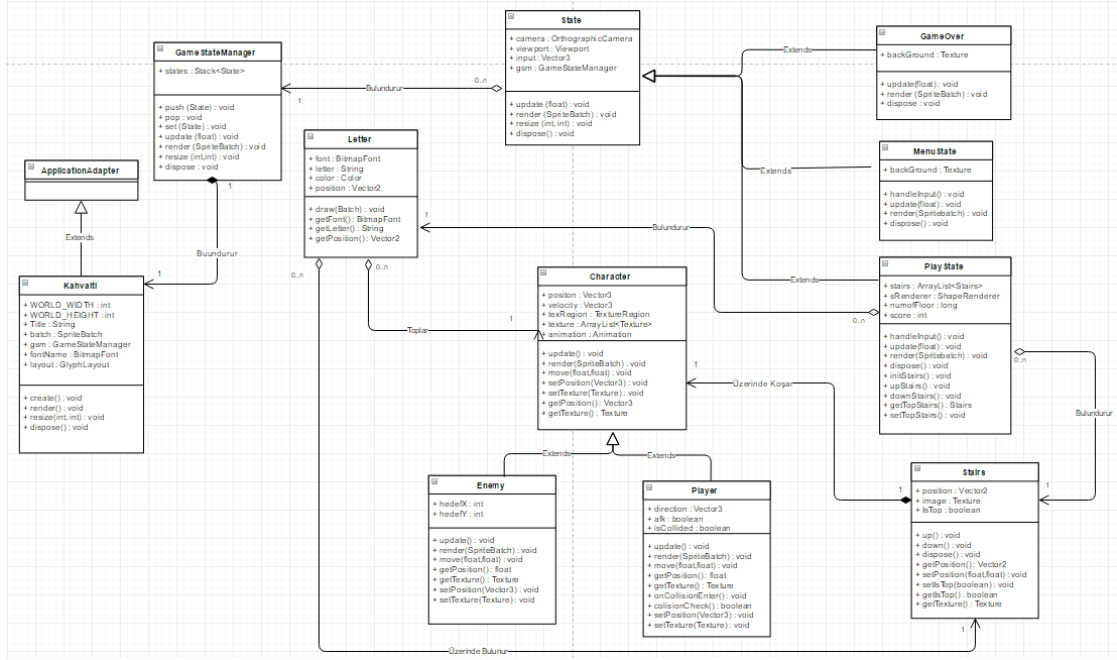 State
+ camera : OrthographicCamera
+ viewport : Viewport
+ input : Vector3
+ gsm : GameStateManager
+ update (float) : void
+ render (SpriteBatch) : void
+ resize (int, int) : void
+ dispose() : void
GameStateManager
+ states : Stack<State>
+ push (State) : void
+ pop : void
+ set (State) : void
+ update (float) : void
+ render (SpriteBatch) : void
+ resize (int,int) : void
+ dispose : void
GameOver
+ backGround : Texture
+ update(float) : void
+ render (SpriteBatch) : void
+ dispose : void
Extends
0..n
Bulundurur
1
Letter
+ font : BitmapFont
+ letter : String
+ color : Color
+ position : Vector2
+ draw(Batch) : void
+ getFont() : BitmapFont
+ getLetter() : String
+ getPosition() : Vector2
MenuState
+ backGround : Texture
+ handleInput() : void
+ update(float) : void
+ render(Spritebatch) : void
+ dispose() : void
Extends
ApplicationAdapter
Extends
1
Buundurur
1
1
Bulundurur
0..n
Kahvalti
+ WORLD_WIDTH : int
+ WORLD_HEIGHT : int
+ Title : String
+ batch : SpriteBatch
+ gsm : GameStateManager
+ fontName : BitmapFont
+ layout : GlyphLayout
+ create() : void
+ render() : void
+ resize(int, int) : void
+ dispose() : void
0..n
0..n
Toplar
1
Character
+ positon : Vector3
+ velocity : Vector3
+ texRegion : TextureRegion
+ texture : ArrayList<Texture>
+ animation : Animation
+ update() : void
+ render(SpriteBatch) : void
+ move(float,float) : void
+ setPosition(Vector3) : void
+ setTexture(Texture) : void
+ getPosition() : Vector3
+ getTexture() : Texture
Extends
PlayState
+ stairs : ArrayList<Stairs>
+ sRenderer : ShapeRenderer
+ numofFloor : long
+ score : int
+ handleInput() : void
+ update(float) : void
+ render(Spritebatch) : void
+ dispose() : void
+ initStairs() : void
+ upStairs() : void
+ downStairs() : void
+ getTopStairs() : Stairs
+ setTopStairs() : void
0..n
Bulundurur
1
1
Üzerinde Koşar
1
Extends
Extends
Enemy
+ hedefX : int
+ hedefY : int
+ update() : void
+ render(SpriteBatch) : void
+ move(float,float) : void
+ getPosition() : float
+ getTexture() : Texture
+ setPosition(Vector3) : void
+ setTexture(Texture) : void
Player
+ direction : Vector3
+ afk : boolean
+ isCollided : boolean
+ update() : void
+ render(SpriteBatch) : void
+ move(float,float) : void
+ getPosition() : float
+ getTexture() : Texture
+ onCollisionEnter() : void
+ colisionCheck() : boolean
+ setPosition(Vector3) : void
+ setTexture(Texture) : void
Stairs
+ position : Vector2
+ image : Texture
+ IsTop : boolean
+ up() : void
+ down() : void
+ dispose() : void
+ getPosition() : Vector2
+ setPosition(float,float) : void
+ setIsTop(boolean) : void
+ getIsTop() : boolean
+ getTexture() : Texture
1
Üzerinde Bulunur